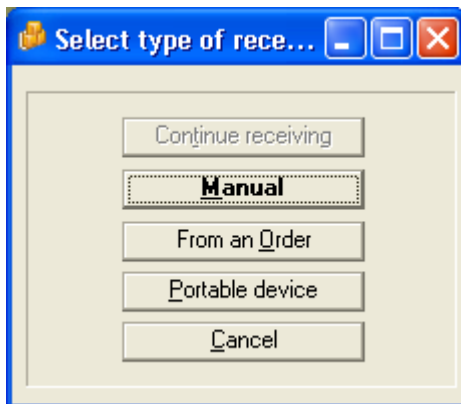 Select type of rece...
Continue receiving
Manual
From an Order
Portable device
Cancel